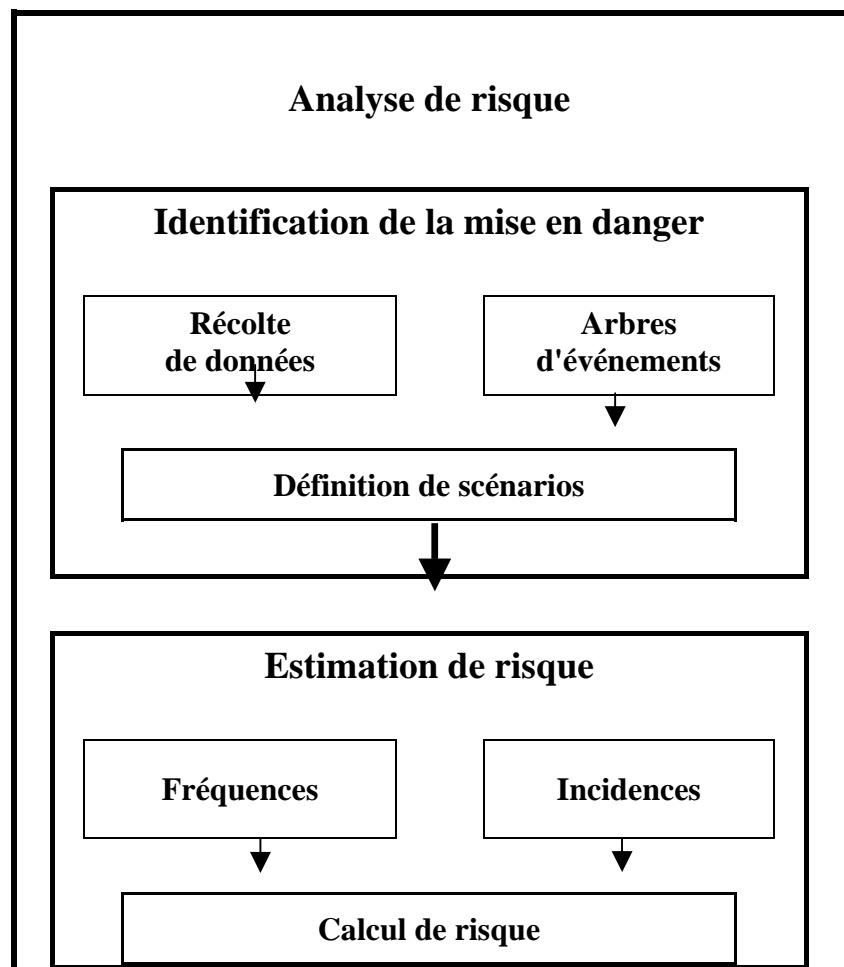 Analyse de risque
Identification de la mise en danger
Récolte
de données
Arbres
d'événements
Définition de scénarios
Estimation de risque
Fréquences
Incidences
Calcul de risque